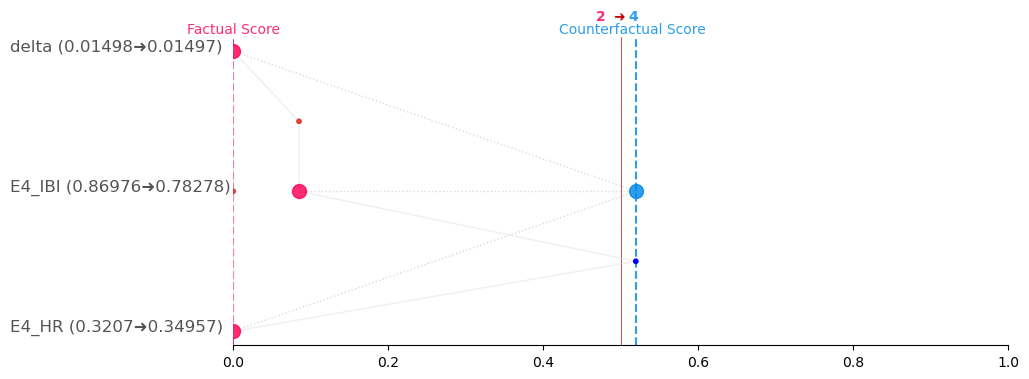 2 ➜ 4
Factual Score Counterfactual Score
delta (0.01498➜0.01497)
E4_IBI (0.86976➜0.78278)
E4_HR (0.3207➜0.34957)
0.0 0.2 0.4 0.6 0.8 1.0